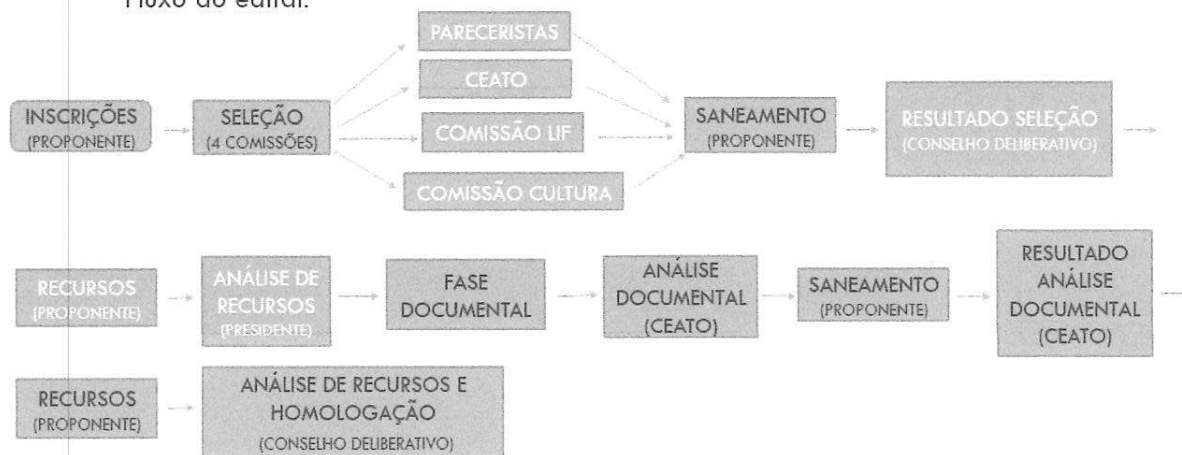 Fluxo do edital:
INSCRIÇÕES
(PROPONENTE)
SELEÇÃO
(4 COMISSÕES)
PARECERISTAS
CEATO
COMISSÃO LIF
COMISSÃO CULTURA
SANEAMENTO
(PROPONENTE)
RESULTADO SELEÇÃO
(CONSELHO DELIBERATIVO)
RECURSOS
(PROPONENTE)
ANÁLISE DE
RECURSOS
(PRESIDENTE)
FASE
DOCUMENTAL
ANÁLISE
DOCUMENTAL
(CEATO)
SANEAMENTO
(PROPONENTE)
RESULTADO
ANÁLISE
DOCUMENTAL
(CEATO)
RECURSOS
(PROPONENTE)
ANÁLISE DE RECURSOS E
HOMOLOGAÇÃO
(CONSELHO DELIBERATIVO)